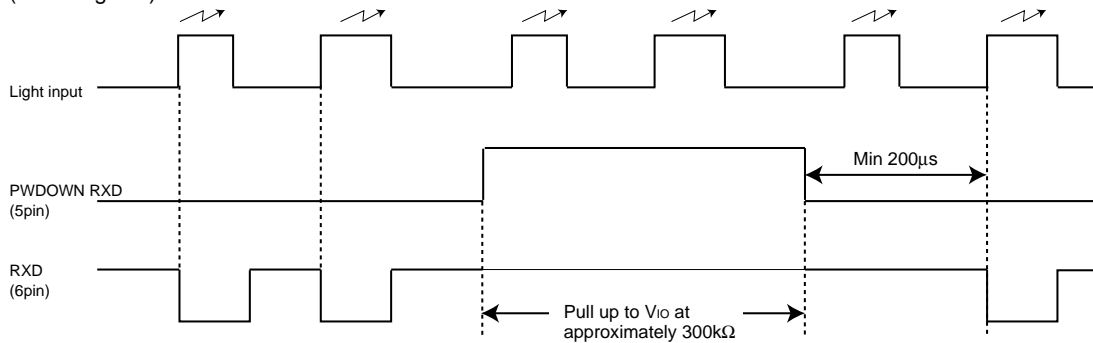 Light input
PWDOWN RXD
(5pin)
Min 200μs
RXD
(6pin)
Pull up to VIO at
approximately 300kΩ